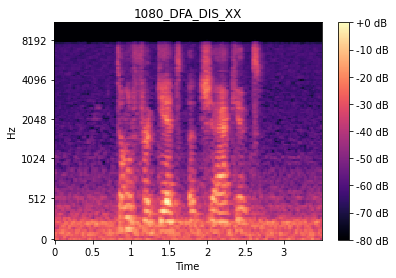 1080_DFA_DIS_XX
+0 dB
8192
-10 dB
4096
-20 dB
-30 dB
2048
Hz
-40 dB
1024
-50 dB
512
-60 dB
-70 dB
0
-80 dB
0 0.5 1 1.5 2 2.5 3
Time